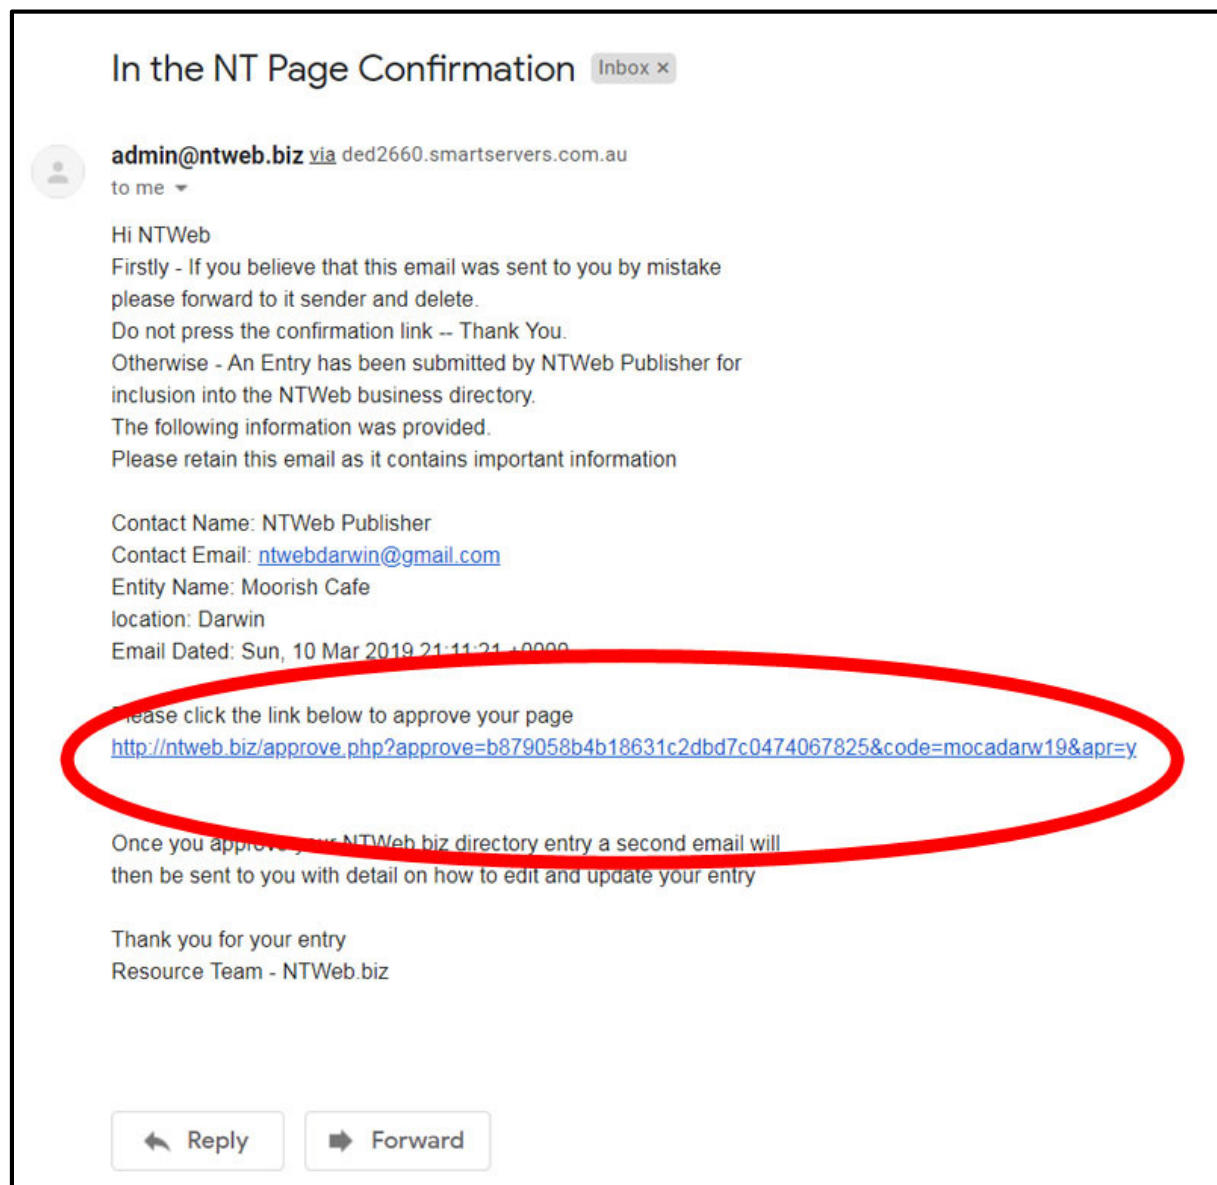 In the NT Page Confirmation Inbox ×
admin@ntweb.biz via ded2660.smartservers.com.au
to me
Hi NTWeb
Firstly - If you believe that this email was sent to you by mistake
please forward to it sender and delete.
Do not press the confirmation link -- Thank You.
Otherwise - An Entry has been submitted by NTWeb Publisher for
inclusion into the NTWeb business directory.
The following information was provided.
Please retain this email as it contains important information
Contact Name: NTWeb Publisher
Contact Email: ntwebdarwin@gmail.com
Entity Name: Moorish Cafe
location: Darwin
Email Dated: Sun, 10 Mar 2019 21:11:21 +0000
Please click the link below to approve your page
http://ntweb.biz/approve.php?approve=b879058b4b18631c2dbd7c0474067825&code=mocadarw19&apr=y
Once you approve your NTWeb.biz directory entry a second email will
then be sent to you with detail on how to edit and update your entry
Thank you for your entry
Resource Team - NTWeb.biz
Reply Forward